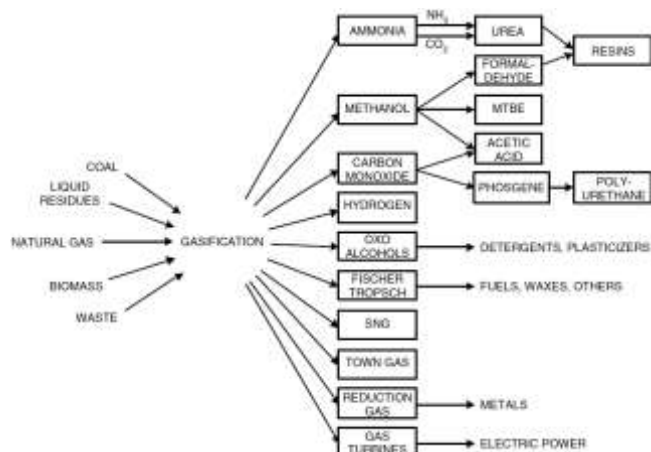 NH3
AMMONIA
CO2
UREA
RESINS
FORMAL-
DEHYDE
METHANOL
MTBE
ACETIC
ACID
COAL
CARBON
MONOXIDE
PHOSGENE
POLY-
URETHANE
LIQUID
RESIDUES
HYDROGEN
NATURAL GAS
GASIFICATION
OXO
ALCOHOLS
DETERGENTS, PLASTICIZERS
BIOMASS
FISCHER
TROPSCH
FUELS, WAXES, OTHERS
WASTE
SNG
TOWN GAS
REDUCTION
GAS
METALS
GAS
TURBINES
ELECTRIC POWER